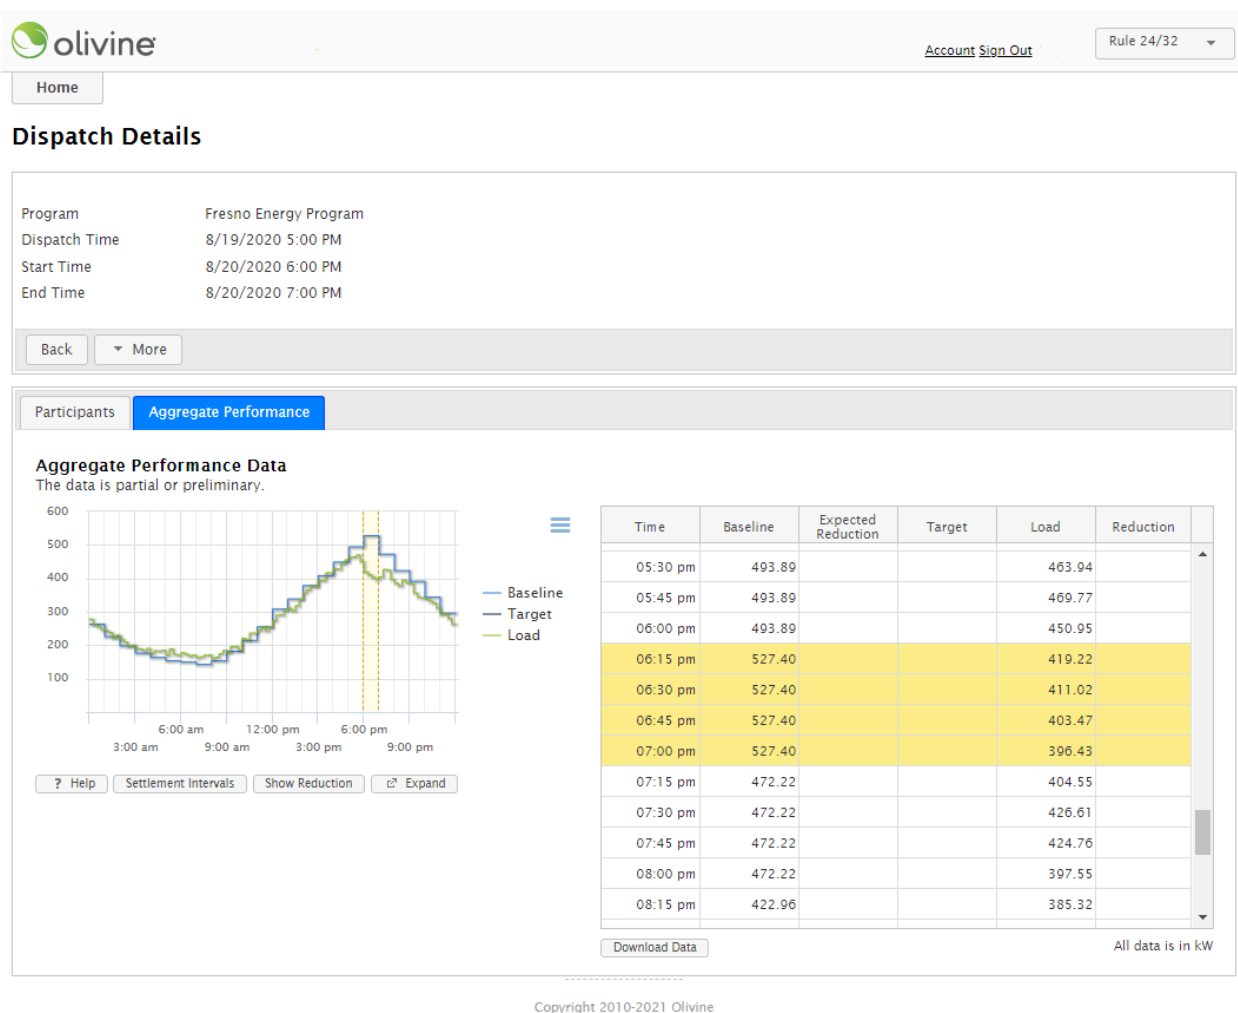 olivine
Account Sign Out
Rule 24/32
Home
Dispatch Details
Program Fresno Energy Program
Dispatch Time 8/19/2020 5:00 PM
Start Time 8/20/2020 6:00 PM
End Time 8/20/2020 7:00 PM
Back More
Participants Aggregate Performance
Aggregate Performance Data
The data is partial or preliminary.
600
500
400
300
200
100
6:00 am 12:00 pm 6:00 pm
3:00 am 9:00 am 3:00 pm 9:00 pm
Baseline
Target
Load
? Help Settlement Intervals Show Reduction Expand
Time Baseline Expected Reduction Target Load Reduction
05:30 pm 493.89 463.94
05:45 pm 493.89 469.77
06:00 pm 493.89 450.95
06:15 pm 527.40 419.22
06:30 pm 527.40 411.02
06:45 pm 527.40 403.47
07:00 pm 527.40 396.43
07:15 pm 472.22 404.55
07:30 pm 472.22 426.61
07:45 pm 472.22 424.76
08:00 pm 472.22 397.55
08:15 pm 422.96 385.32
Download Data All data is in kW
Copyright 2010-2021 Olivine